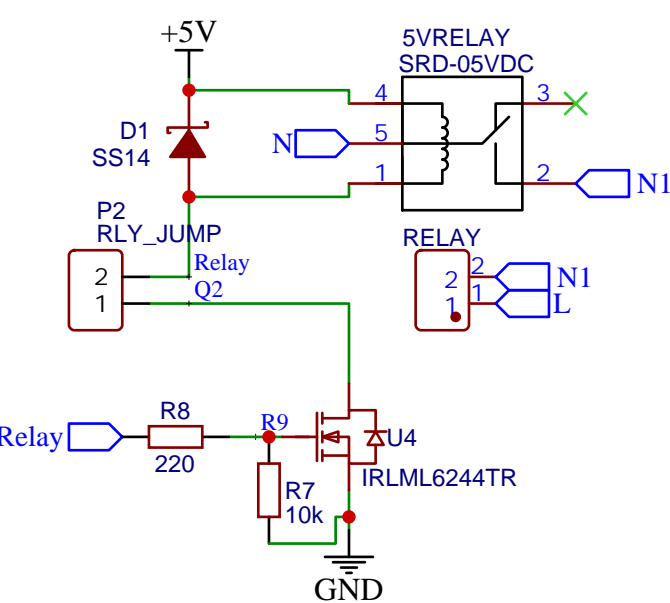 +5V
5VRELAY
SRD-05VDC
4
3
D1
SS14
N
5
1
2
N1
P2
RLY_JUMP
RELAY
2
Relay
2
2
N1
1
Q2
1
1
L
R8
R9
Relay
220
U4
IRLML6244TR
R7
10k
GND